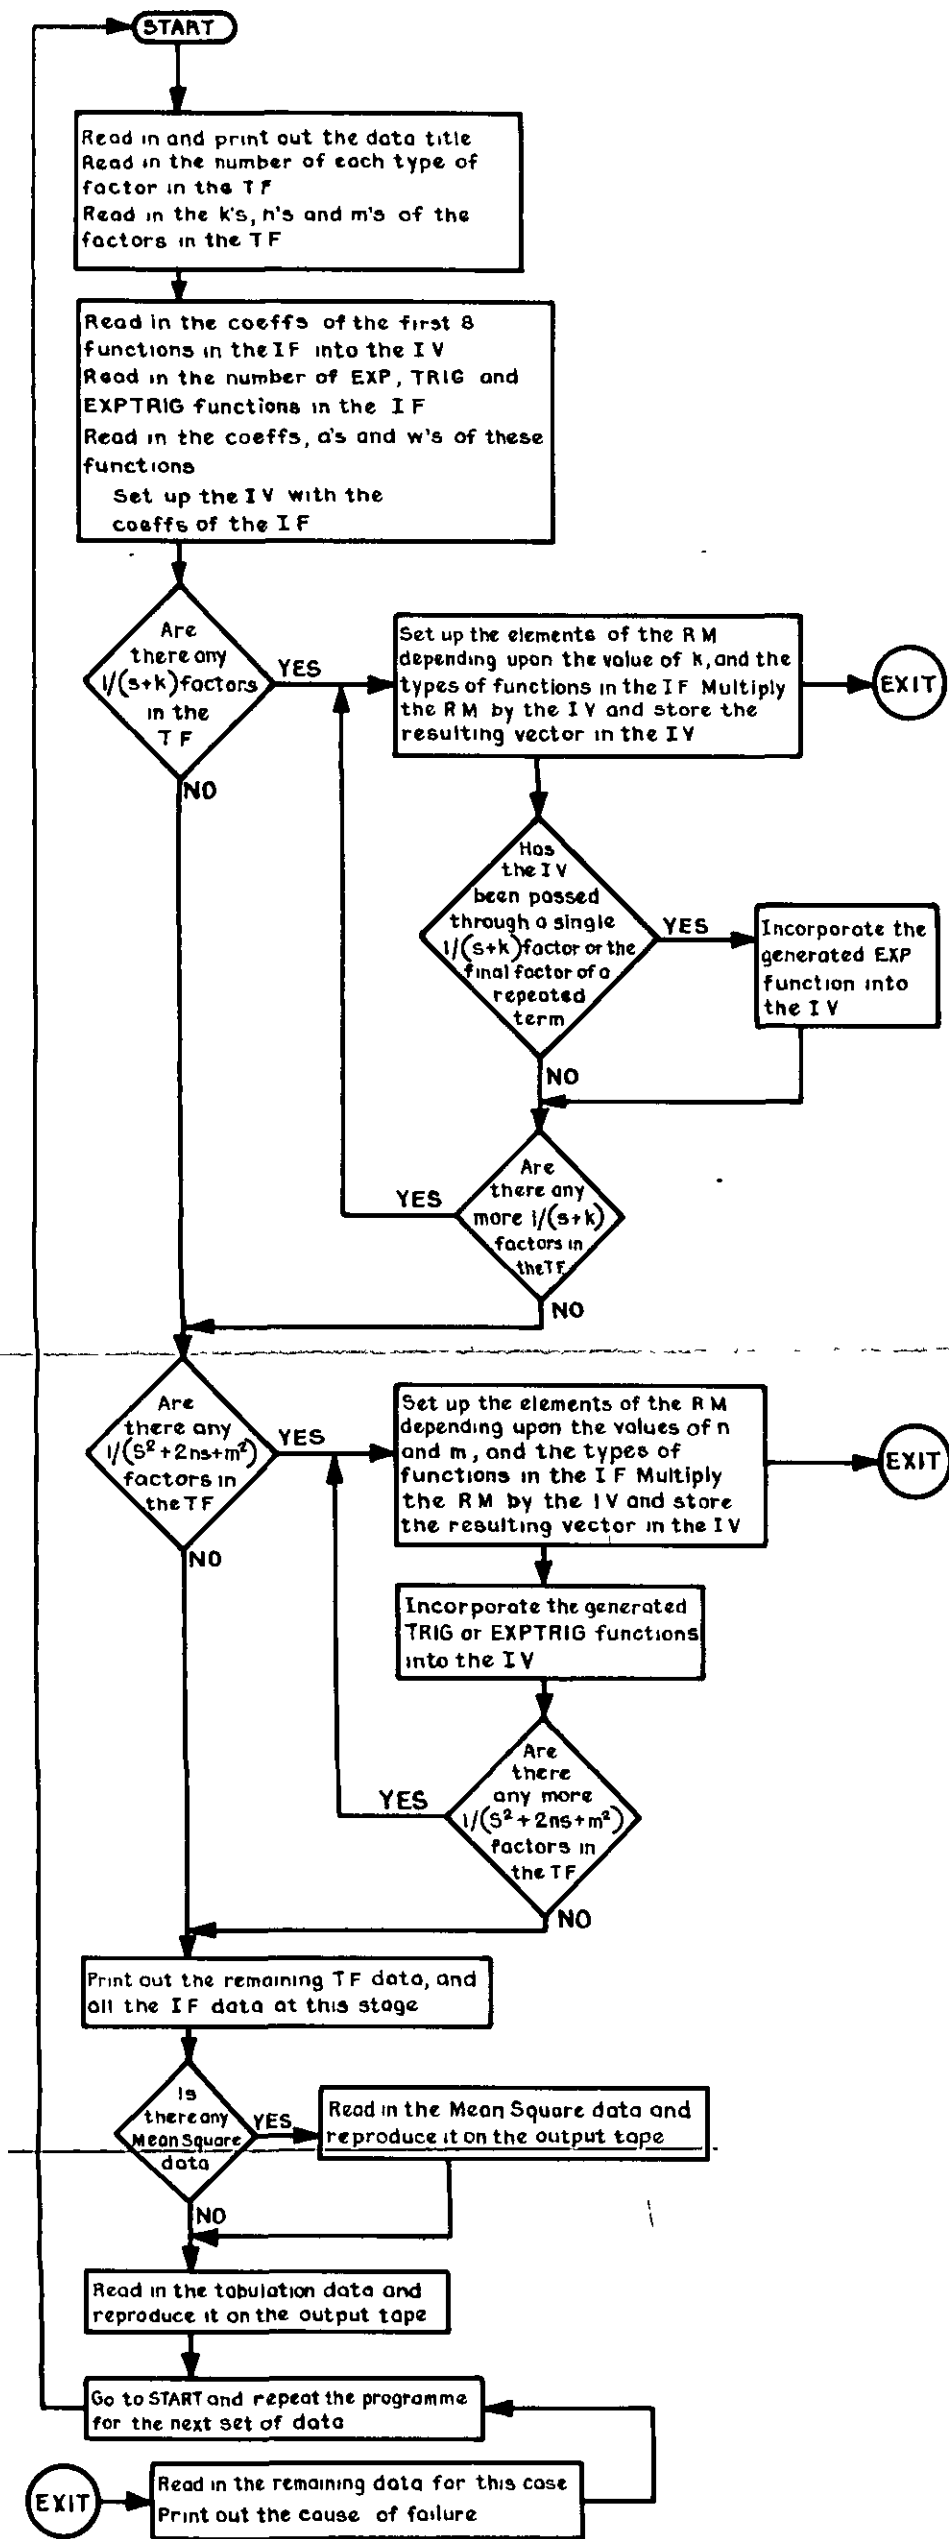 START
Read in and print out the data title
Read in the number of each type of
factor in the TF
Read in the k's, n's and m's of the
factors in the TF
Read in the coeffs of the first 8
functions in the IF into the IV
Read in the number of EXP, TRIG and
EXPTRIG functions in the IF
Read in the coeffs, a's and w's of these
functions
Set up the IV with the
coeffs of the IF
Are
there any
1/(s+k) factors
in the
TF
YES
NO
Set up the elements of the RM
depending upon the value of k, and the
types of functions in the IF Multiply
the RM by the IV and store the
resulting vector in the IV
EXIT
Has
the IV
been passed
through a single
1/(s+k) factor or the
final factor of a
repeated
term
YES
NO
Incorporate the
generated EXP
function into
the IV
Are
there any
more 1/(s+k)
factors in
the TF
YES
NO
Are
there any
1/(S²+2ns+m²)
factors in
the TF
YES
NO
Set up the elements of the RM
depending upon the values of n
and m, and the types of
functions in the IF Multiply
the RM by the IV and store
the resulting vector in the IV
EXIT
Incorporate the generated
TRIG or EXPTRIG functions
into the IV
Are
there
any more
1/(S²+2ns+m²)
factors in
the TF
YES
NO
Print out the remaining TF data, and
all the IF data at this stage
Is
there any
Mean Square
data
YES
NO
Read in the Mean Square data and
reproduce it on the output tape
Read in the tabulation data and
reproduce it on the output tape
Go to START and repeat the programme
for the next set of data
EXIT
Read in the remaining data for this case
Print out the cause of failure